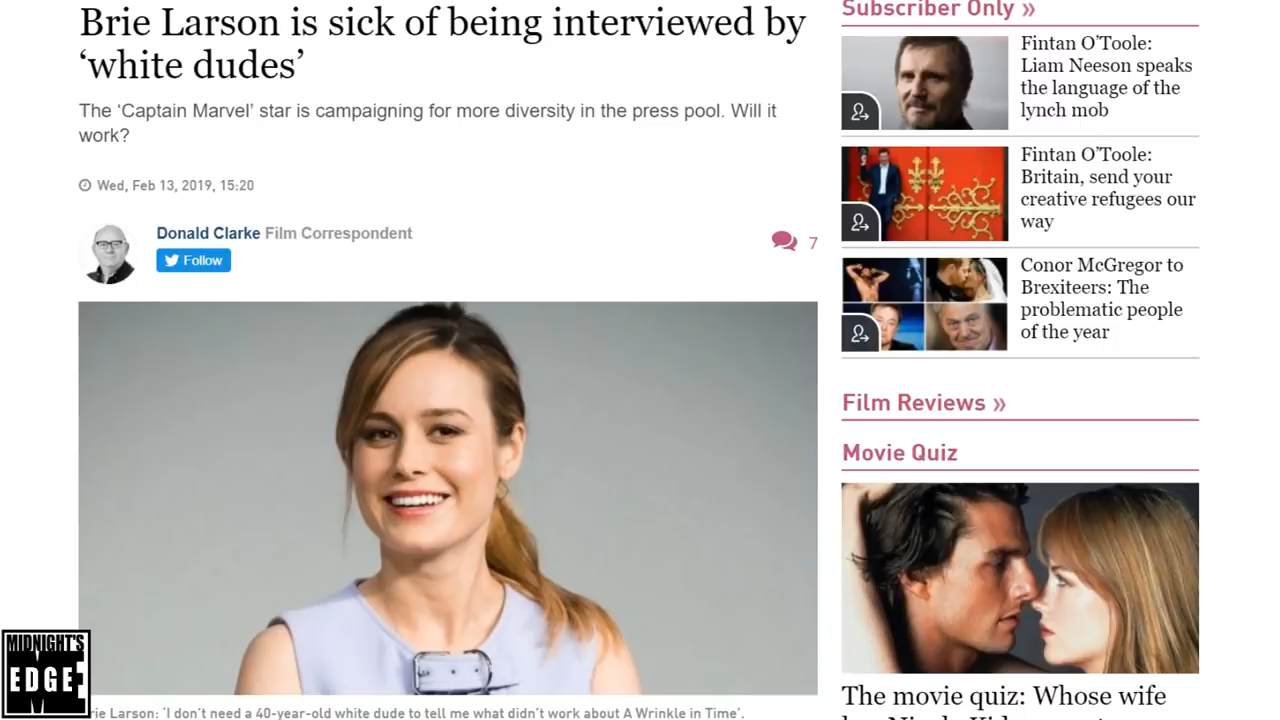 Brie Larson is sick of being interviewed by
‘white dudes’
The ‘Captain Marvel’ star is campaigning for more diversity in the press pool. Will it
work?
Wed, Feb 13, 2019, 15:20
Donald Clarke Film Correspondent
Follow
7
rie Larson: ‘I don’t need a 40-year-old white dude to tell me what didn’t work about A Wrinkle in Time’.
MIDNIGHT'S
EDGE
Subscriber Only »
Fintan O’Toole:
Liam Neeson speaks
the language of the
lynch mob
Fintan O’Toole:
Britain, send your
creative refugees our
way
Conor McGregor to
Brexiteers: The
problematic people
of the year
Film Reviews »
Movie Quiz
The movie quiz: Whose wife